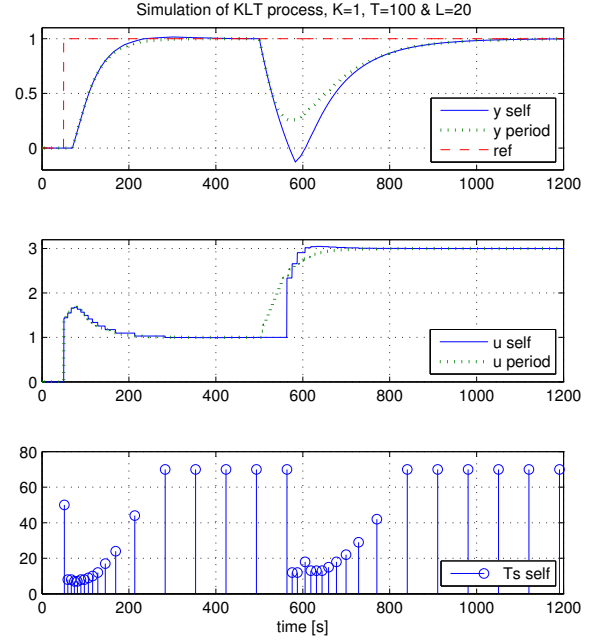 Simulation of KLT process, K=1, T=100 & L=20
1
0.5
0
y self
y period
ref
0 200 400 600 800 1000 1200
3
2
1
0
u self
u period
0 200 400 600 800 1000 1200
80
60
40
20
0
Ts self
0 200 400 600 800 1000 1200
time [s]